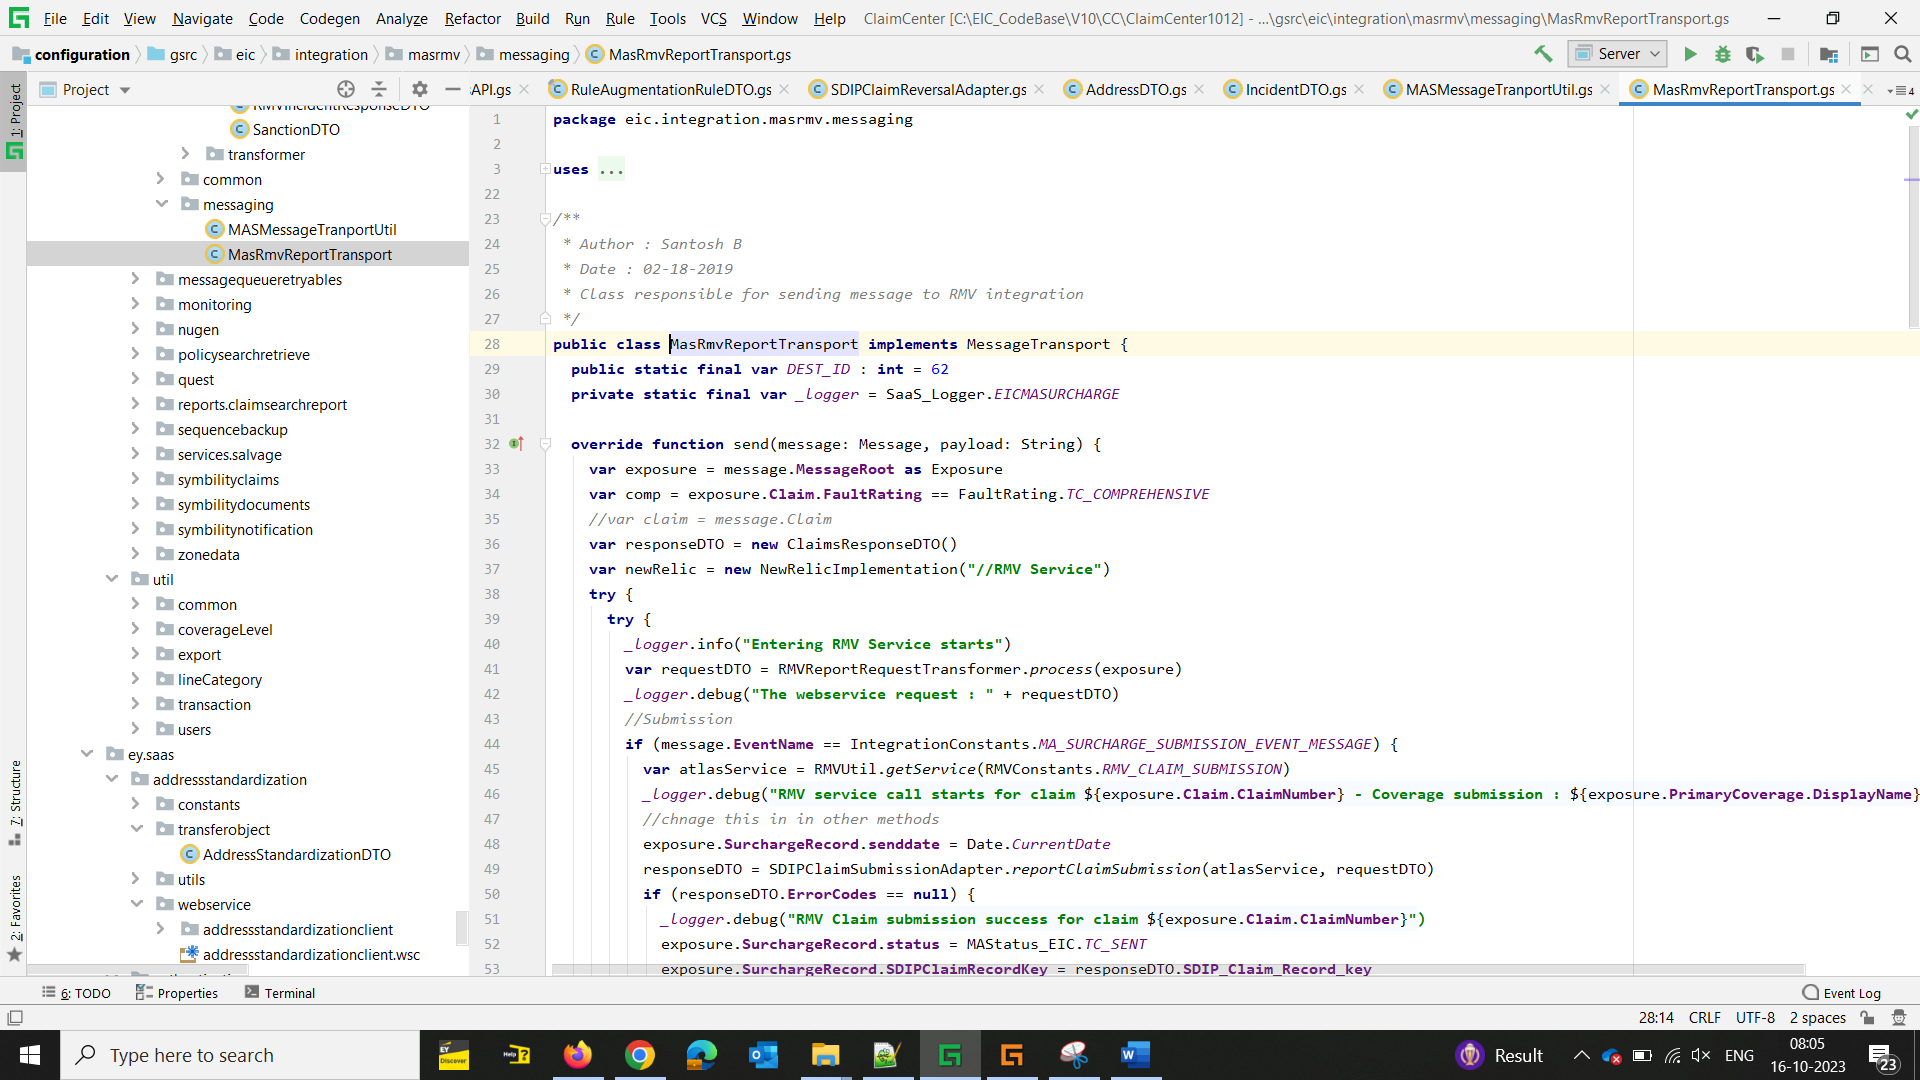 File Edit View Navigate Code Codegen Analyze Refactor Build Run Rule Tools VCS Window Help ClaimCenter [C:\EIC_CodeBase\V10\CC\ClaimCenter1012] - ...\gsrc\eic\integration\masrmv\messaging\MasRmvReportTransport.gs
configuration gsrc eic integration masrmv messaging MasRmvReportTransport.gs Server
Project API.gs RuleAugmentationRuleDTO.gs SDIPClaimReversalAdapter.gs AddressDTO.gs IncidentDTO.gs MASMessageTranportUtil.gs MasRmvReportTransport.gs 4
1: Project
7: Structure
2: Favorites
RMVIncidentResponseDTO
SanctionDTO
transformer
common
messaging
MASMessageTranportUtil
MasRmvReportTransport
messagequeueretryables
monitoring
nugen
policysearchretrieve
quest
reports.claimsearchreport
sequencebackup
services.salvage
symbilityclaims
symbilitydocuments
symbilitynotification
zonedata
util
common
coverageLevel
export
lineCategory
transaction
users
ey.saas
addressstandardization
constants
transferobject
AddressStandardizationDTO
utils
webservice
addressstandardizationclient
addressstandardizationclient.wsc
1 package eic.integration.masrmv.messaging
2
3 uses ...
22
23 /**
24 * Author : Santosh B
25 * Date : 02-18-2019
26 * Class responsible for sending message to RMV integration
27 */
28 public class MasRmvReportTransport implements MessageTransport {
29 public static final var DEST_ID : int = 62
30 private static final var _logger = SaaS_Logger.EICMASURCHARGE
31
32 override function send(message: Message, payload: String) {
33 var exposure = message.MessageRoot as Exposure
34 var comp = exposure.Claim.FaultRating == FaultRating.TC_COMPREHENSIVE
35 //var claim = message.Claim
36 var responseDTO = new ClaimsResponseDTO()
37 var newRelic = new NewRelicImplementation("//RMV Service")
38 try {
39 try {
40 _logger.info("Entering RMV Service starts")
41 var requestDTO = RMVReportRequestTransformer.process(exposure)
42 _logger.debug("The webservice request : " + requestDTO)
43 //Submission
44 if (message.EventName == IntegrationConstants.MA_SURCHARGE_SUBMISSION_EVENT_MESSAGE) {
45 var atlasService = RMVUtil.getService(RMVConstants.RMV_CLAIM_SUBMISSION)
46 _logger.debug("RMV service call starts for claim ${exposure.Claim.ClaimNumber} - Coverage submission : ${exposure.PrimaryCoverage.DisplayName}
47 //chnage this in in other methods
48 exposure.SurchargeRecord.senddate = Date.CurrentDate
49 responseDTO = SDIPClaimSubmissionAdapter.reportClaimSubmission(atlasService, requestDTO)
50 if (responseDTO.ErrorCodes == null) {
51 _logger.debug("RMV Claim submission success for claim ${exposure.Claim.ClaimNumber}")
52 exposure.SurchargeRecord.status = MAStatus_EIC.TC_SENT
53 exposure.SurchargeRecord.SDIPClaimRecordKey = responseDTO.SDIP_Claim_Record_key
6: TODO Properties Terminal Event Log
28:14 CRLF UTF-8 2 spaces
Type here to search EY Discover Help ? Result ENG 08:05
16-10-2023 23